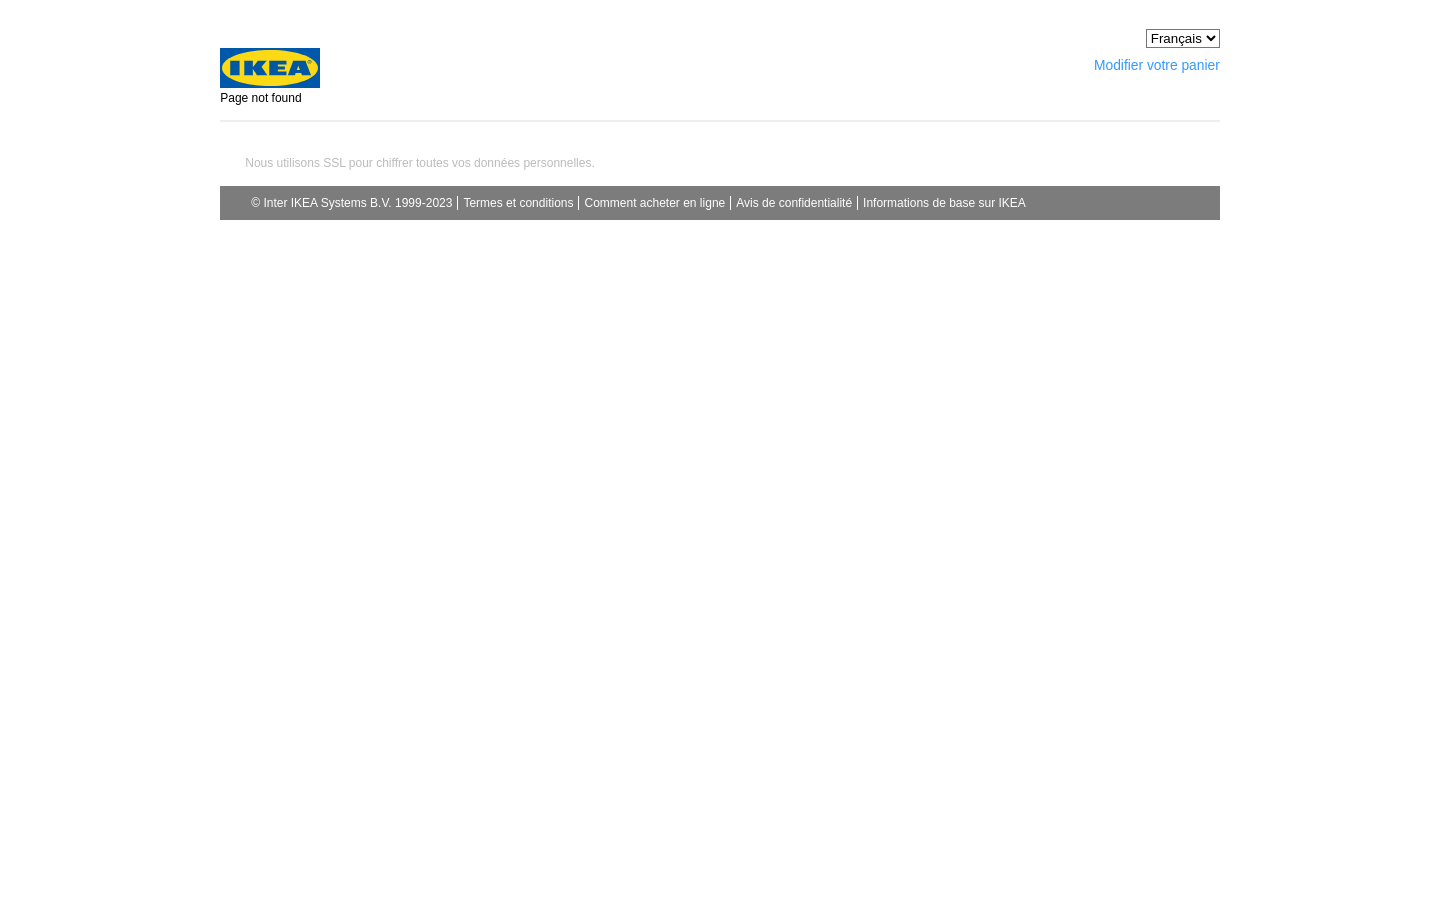 Français
Modifier votre panier
IKEA
Page not found
Nous utilisons SSL pour chiffrer toutes vos données personnelles.
© Inter IKEA Systems B.V. 1999-2023 | Termes et conditions | Comment acheter en ligne | Avis de confidentialité | Informations de base sur IKEA